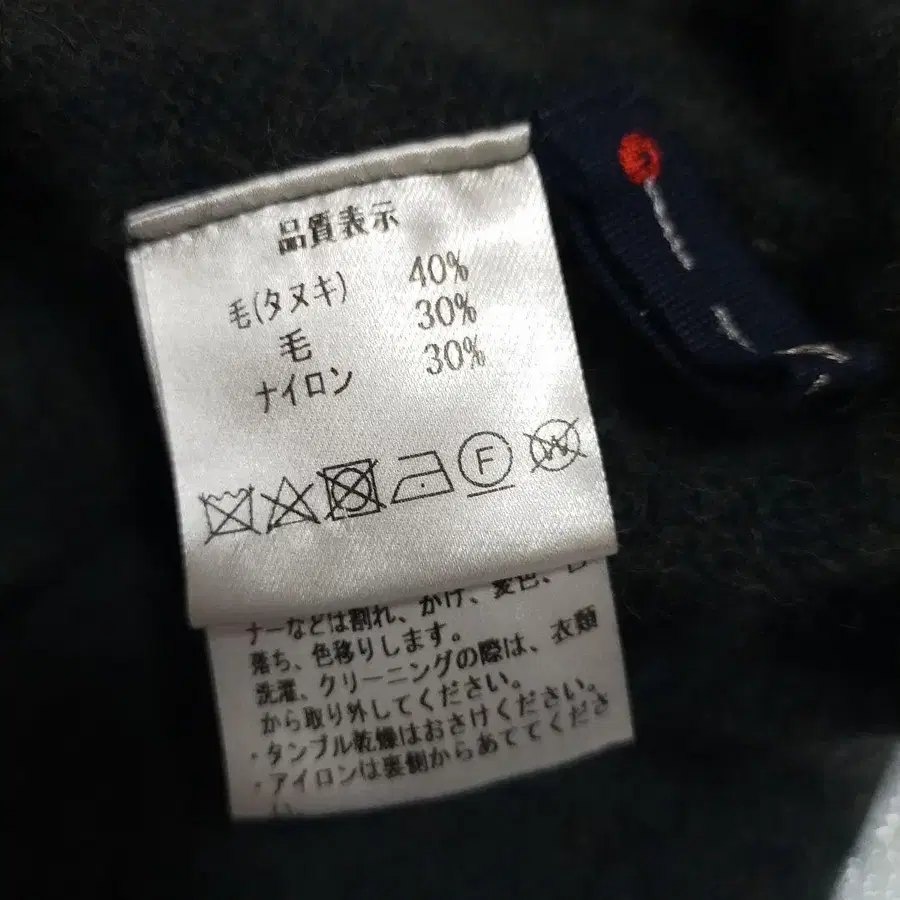 品質表示
毛(タヌキ) 40%
毛 30%
ナイロン 30%
F
W
ナーなどは割れ、かけ、変色、
落ち、色移りします。
洗濯、クリーニングの際は、衣類
から取り外してください。
・タンブル乾燥はおさけください。
・アイロンは裏側からあててくださ
い